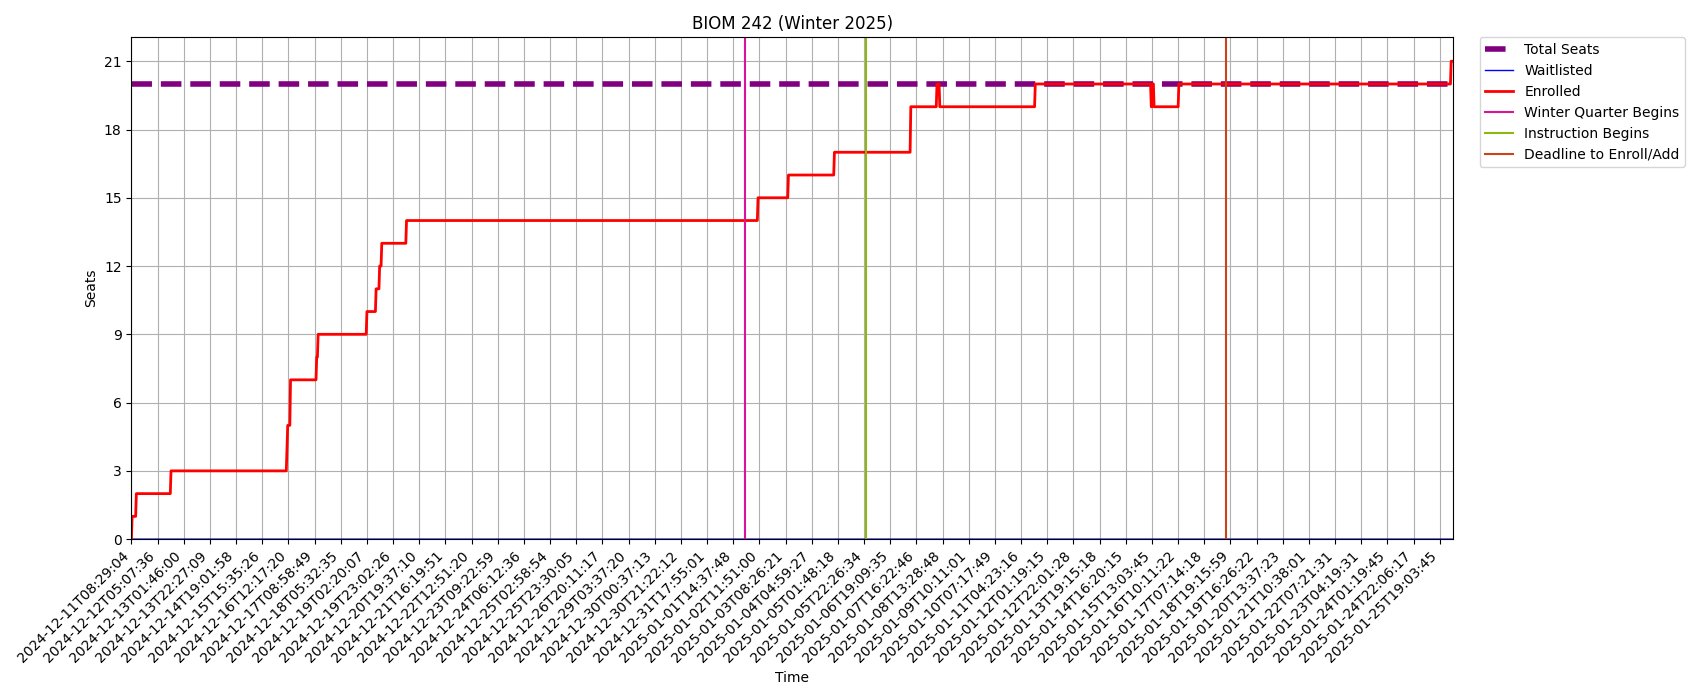 BIOM 242 (Winter 2025)
Total Seats
Waitlisted
Enrolled
Winter Quarter Begins
Instruction Begins
Deadline to Enroll/Add
Seats
21
18
15
12
9
6
3
0
2024-12-11T08:29:04
2024-12-12T05:07:36
2024-12-13T01:46:00
2024-12-13T22:27:09
2024-12-14T19:01:58
2024-12-15T15:35:26
2024-12-16T12:17:20
2024-12-17T08:58:49
2024-12-18T05:32:35
2024-12-19T02:20:07
2024-12-19T23:02:26
2024-12-20T19:37:10
2024-12-21T16:19:51
2024-12-22T12:51:20
2024-12-23T09:22:59
2024-12-24T06:12:36
2024-12-25T02:58:54
2024-12-25T23:30:05
2024-12-26T20:11:17
2024-12-29T03:37:20
2024-12-30T00:37:13
2024-12-30T21:22:12
2024-12-31T17:55:01
2025-01-01T14:37:48
2025-01-02T11:51:00
2025-01-03T08:26:21
2025-01-04T04:59:27
2025-01-05T01:48:18
2025-01-05T22:26:34
2025-01-06T19:09:35
2025-01-07T16:22:46
2025-01-08T13:28:48
2025-01-09T10:11:01
2025-01-10T07:17:49
2025-01-11T04:23:16
2025-01-12T01:19:15
2025-01-12T22:01:28
2025-01-13T19:15:18
2025-01-14T16:20:15
2025-01-15T13:03:45
2025-01-16T10:11:22
2025-01-17T07:14:18
2025-01-18T19:15:59
2025-01-19T16:26:22
2025-01-20T13:37:23
2025-01-21T10:38:01
2025-01-22T07:21:31
2025-01-23T04:19:31
2025-01-24T01:19:45
2025-01-24T22:06:17
2025-01-25T19:03:45
Time